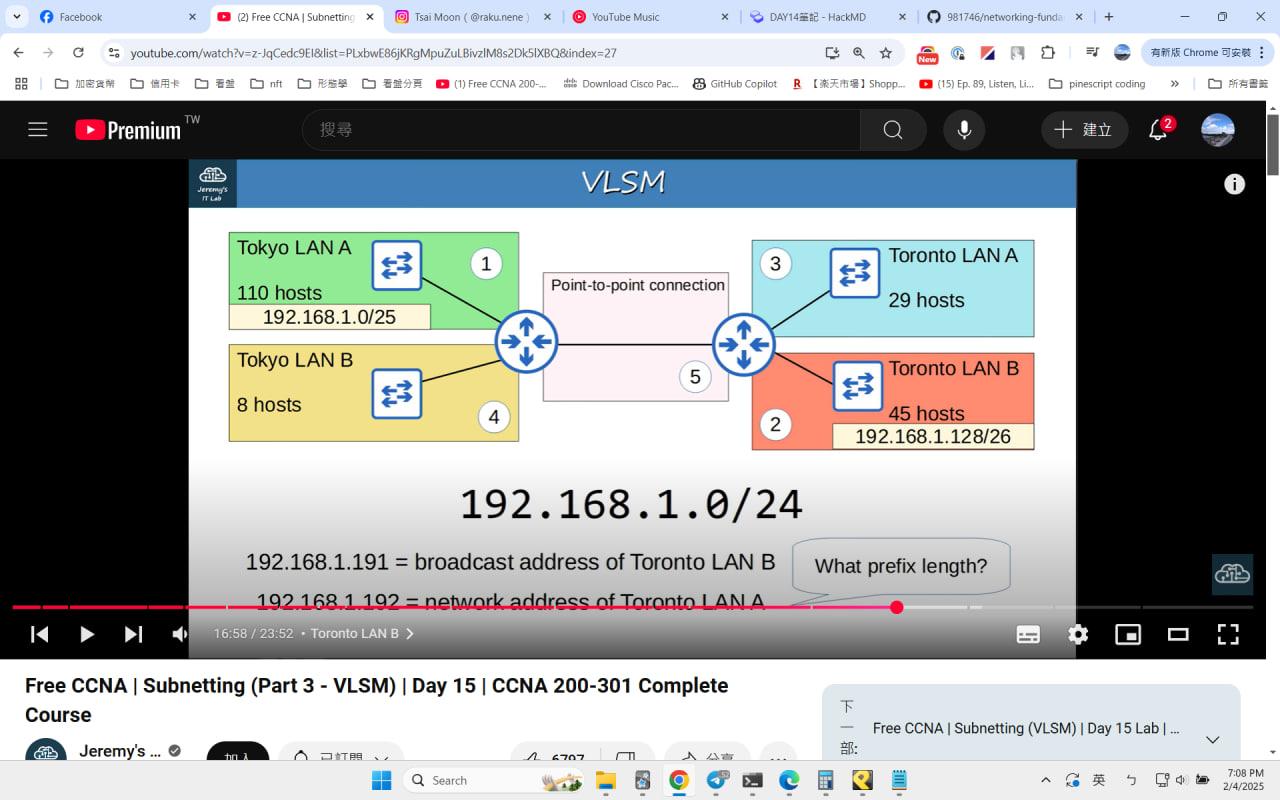 Facebook
(2) Free CCNA | Subnetting
Tsai Moon ( @raku.nene )
YouTube Music
DAY14筆記 - HackMD
981746/networking-funda
youtube.com/watch?v=z-JqCedc9EI&list=PLxbwE86jKRgMpuZuLBivzlM8s2Dk5lXBQ&index=27
New
有新版 Chrome 可安裝
加密貨幣
信用卡
看盤
nft
形態學
看盤分頁
(1) Free CCNA 200-...
Download Cisco Pac...
GitHub Copilot
R 【楽天市場】Shopp...
(15) Ep. 89, Listen, Li...
pinescript coding
»
所有書籤
Premium TW
搜尋
建立
2
Jeremy's
IT Lab
VLSM
Tokyo LAN A
1
110 hosts
192.168.1.0/25
Point-to-point connection
3
Toronto LAN A
29 hosts
Tokyo LAN B
8 hosts
4
5
Toronto LAN B
45 hosts
2
192.168.1.128/26
192.168.1.0/24
192.168.1.191 = broadcast address of Toronto LAN B
What prefix length?
192.168.1.192 = network address of Toronto LAN A
16:58 / 23:52 • Toronto LAN B
Free CCNA | Subnetting (Part 3 - VLSM) | Day 15 | CCNA 200-301 Complete
Course
Jeremy's ...
加入
已訂閱
6797
分享
下
一
部:
Free CCNA | Subnetting (VLSM) | Day 15 Lab | ...
Search
英
ㄅ
7:08 PM
2/4/2025